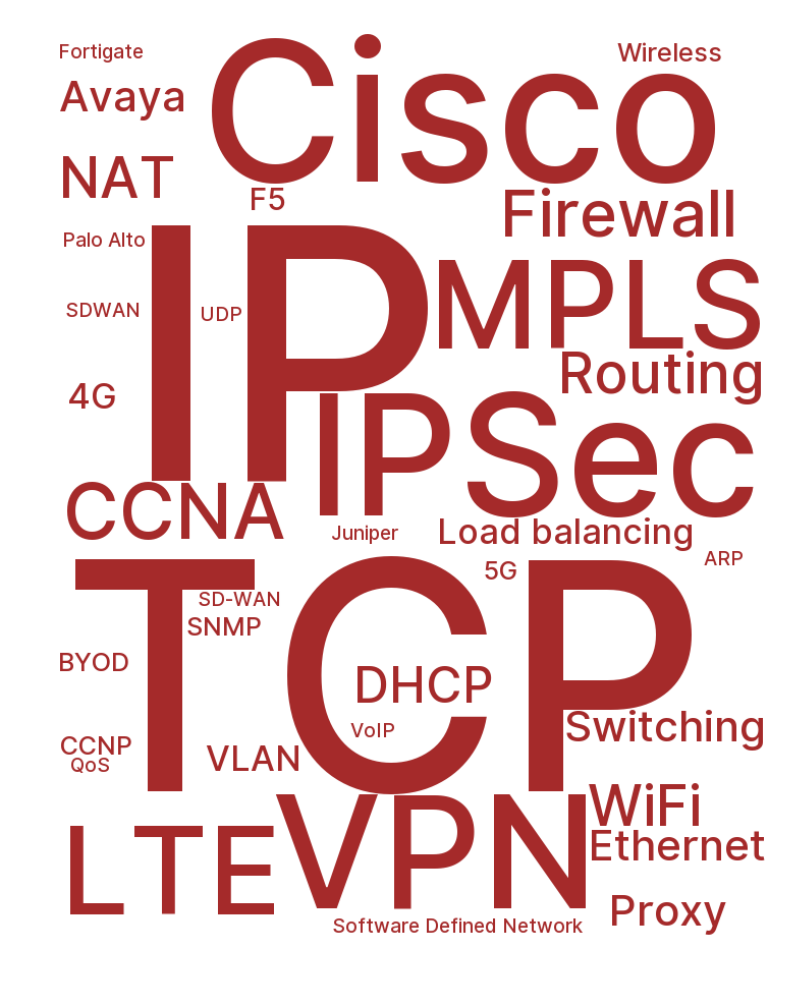 Fortigate
Wireless
Cisco
Avaya
NAT
F5
Firewall
Palo Alto
IP
MPLS
SDWAN
UDP
Routing
4G
IPSec
CCNA
Juniper
Load balancing
ARP
5G
TCP
SD-WAN
SNMP
BYOD
DHCP
Switching
VoIP
CCNP
QoS
VLAN
WiFi
VPN
LTE
Ethernet
Proxy
Software Defined Network